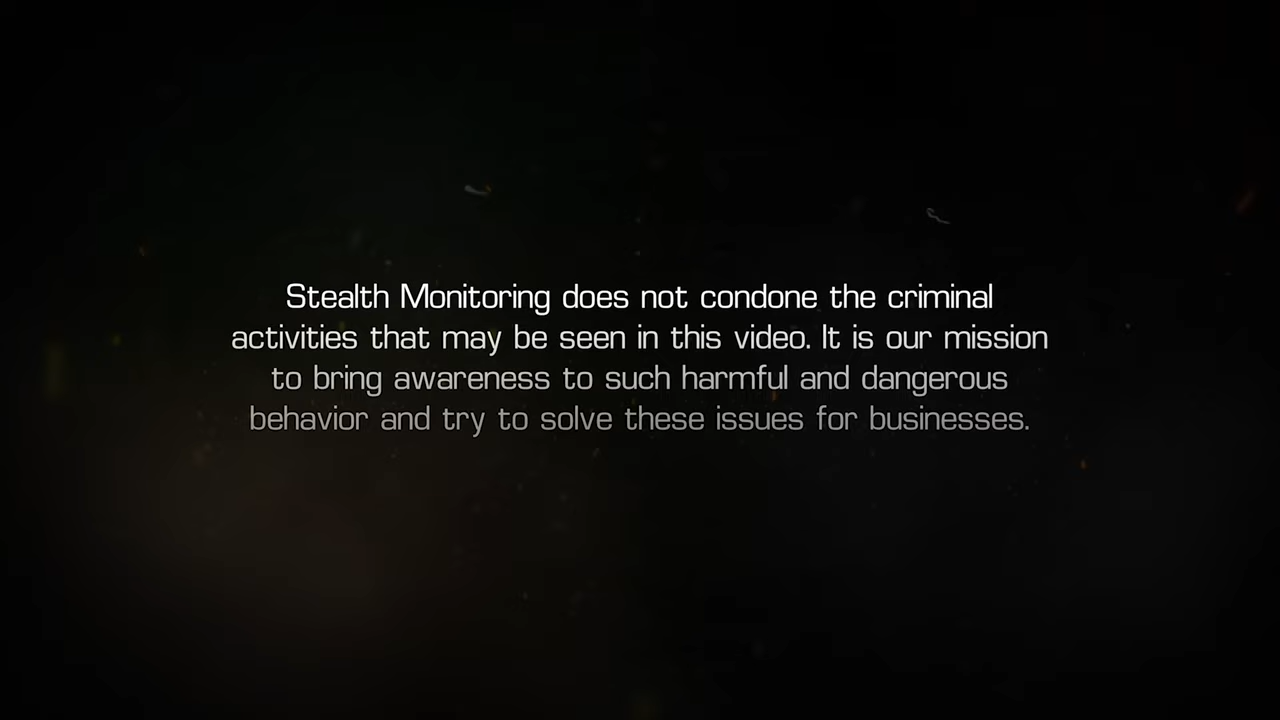 Stealth Monitoring does not condone the criminal
activities that may be seen in this video. It is our mission
to bring awareness to such harmful and dangerous
behavior and try to solve these issues for businesses.